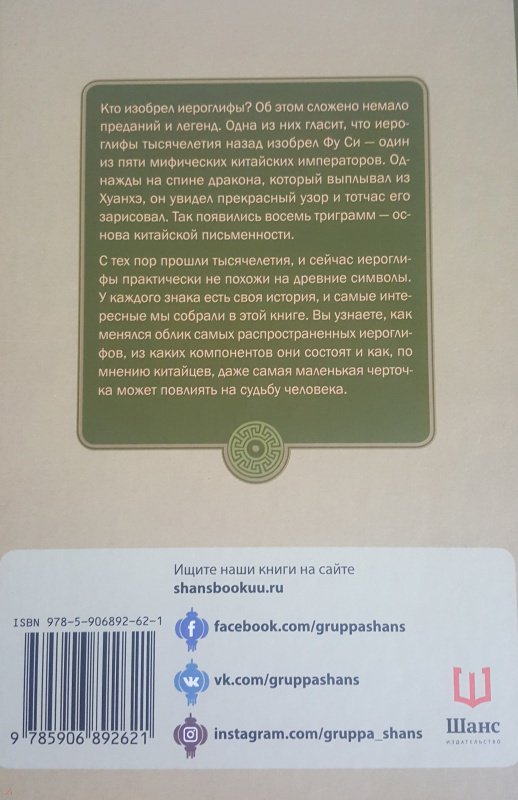 Кто изобрел иероглифы? Об этом сложено немало
преданий и легенд. Одна из них гласит, что иеро-
глифы тысячелетия назад изобрел Фу Си — один
из пяти мифических китайских императоров. Од-
нажды на спине дракона, который выплывал из
Хуанхэ, он увидел прекрасный узор и тотчас его
зарисовал. Так появились восемь триграмм — ос-
нова китайской письменности.
С тех пор прошли тысячелетия, и сейчас иерогли-
фы практически не похожи на древние символы.
У каждого знака есть своя история, и самые инте-
ресные мы собрали в этой книге. Вы узнаете, как
менялся облик самых распространенных иерогли-
фов, из каких компонентов они состоят и как, по
мнению китайцев, даже самая маленькая черточ-
ка может повлиять на судьбу человека.
Ищите наши книги на сайте
shansbookuu.ru
ISBN 978-5-906892-62-1
facebook.com/gruppashans
vk.com/gruppashans
instagram.com/gruppa_shans
9 785906 892621
Шанс
ИЗДАТЕЛЬСТВО